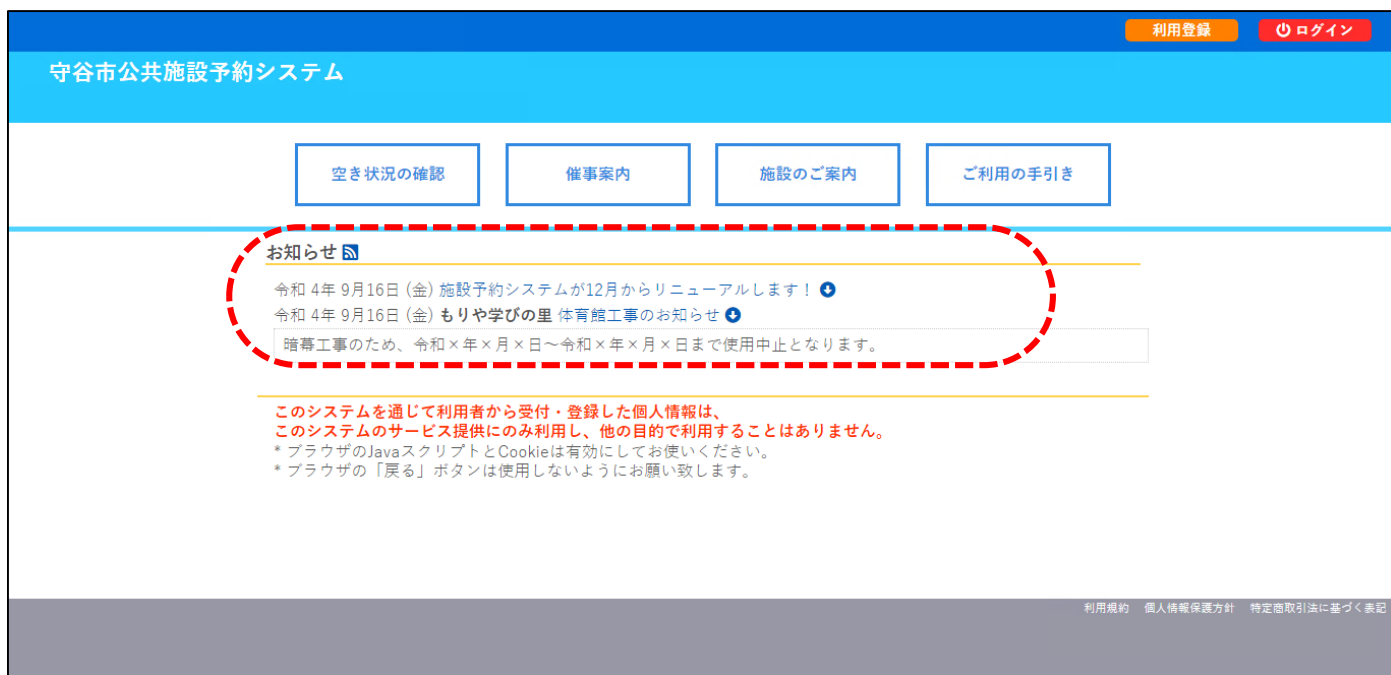 利用登録
ログイン
守谷市公共施設予約システム
空き状況の確認
催事案内
施設のご案内
ご利用の手引き
お知らせ
令和 4年 9月16日 (金) 施設予約システムが12月からリニューアルします！
令和 4年 9月16日 (金) もりや学びの里 体育館工事のお知らせ
暗幕工事のため、令和×年×月×日～令和×年×月×日まで使用中止となります。
このシステムを通じて利用者から受付・登録した個人情報は、
このシステムのサービス提供にのみ利用し、他の目的で利用することはありません。
* ブラウザのJavaスクリプトとCookieは有効にしてお使いください。
* ブラウザの「戻る」ボタンは使用しないようにお願い致します。
利用規約 個人情報保護方針 特定商取引法に基づく表記